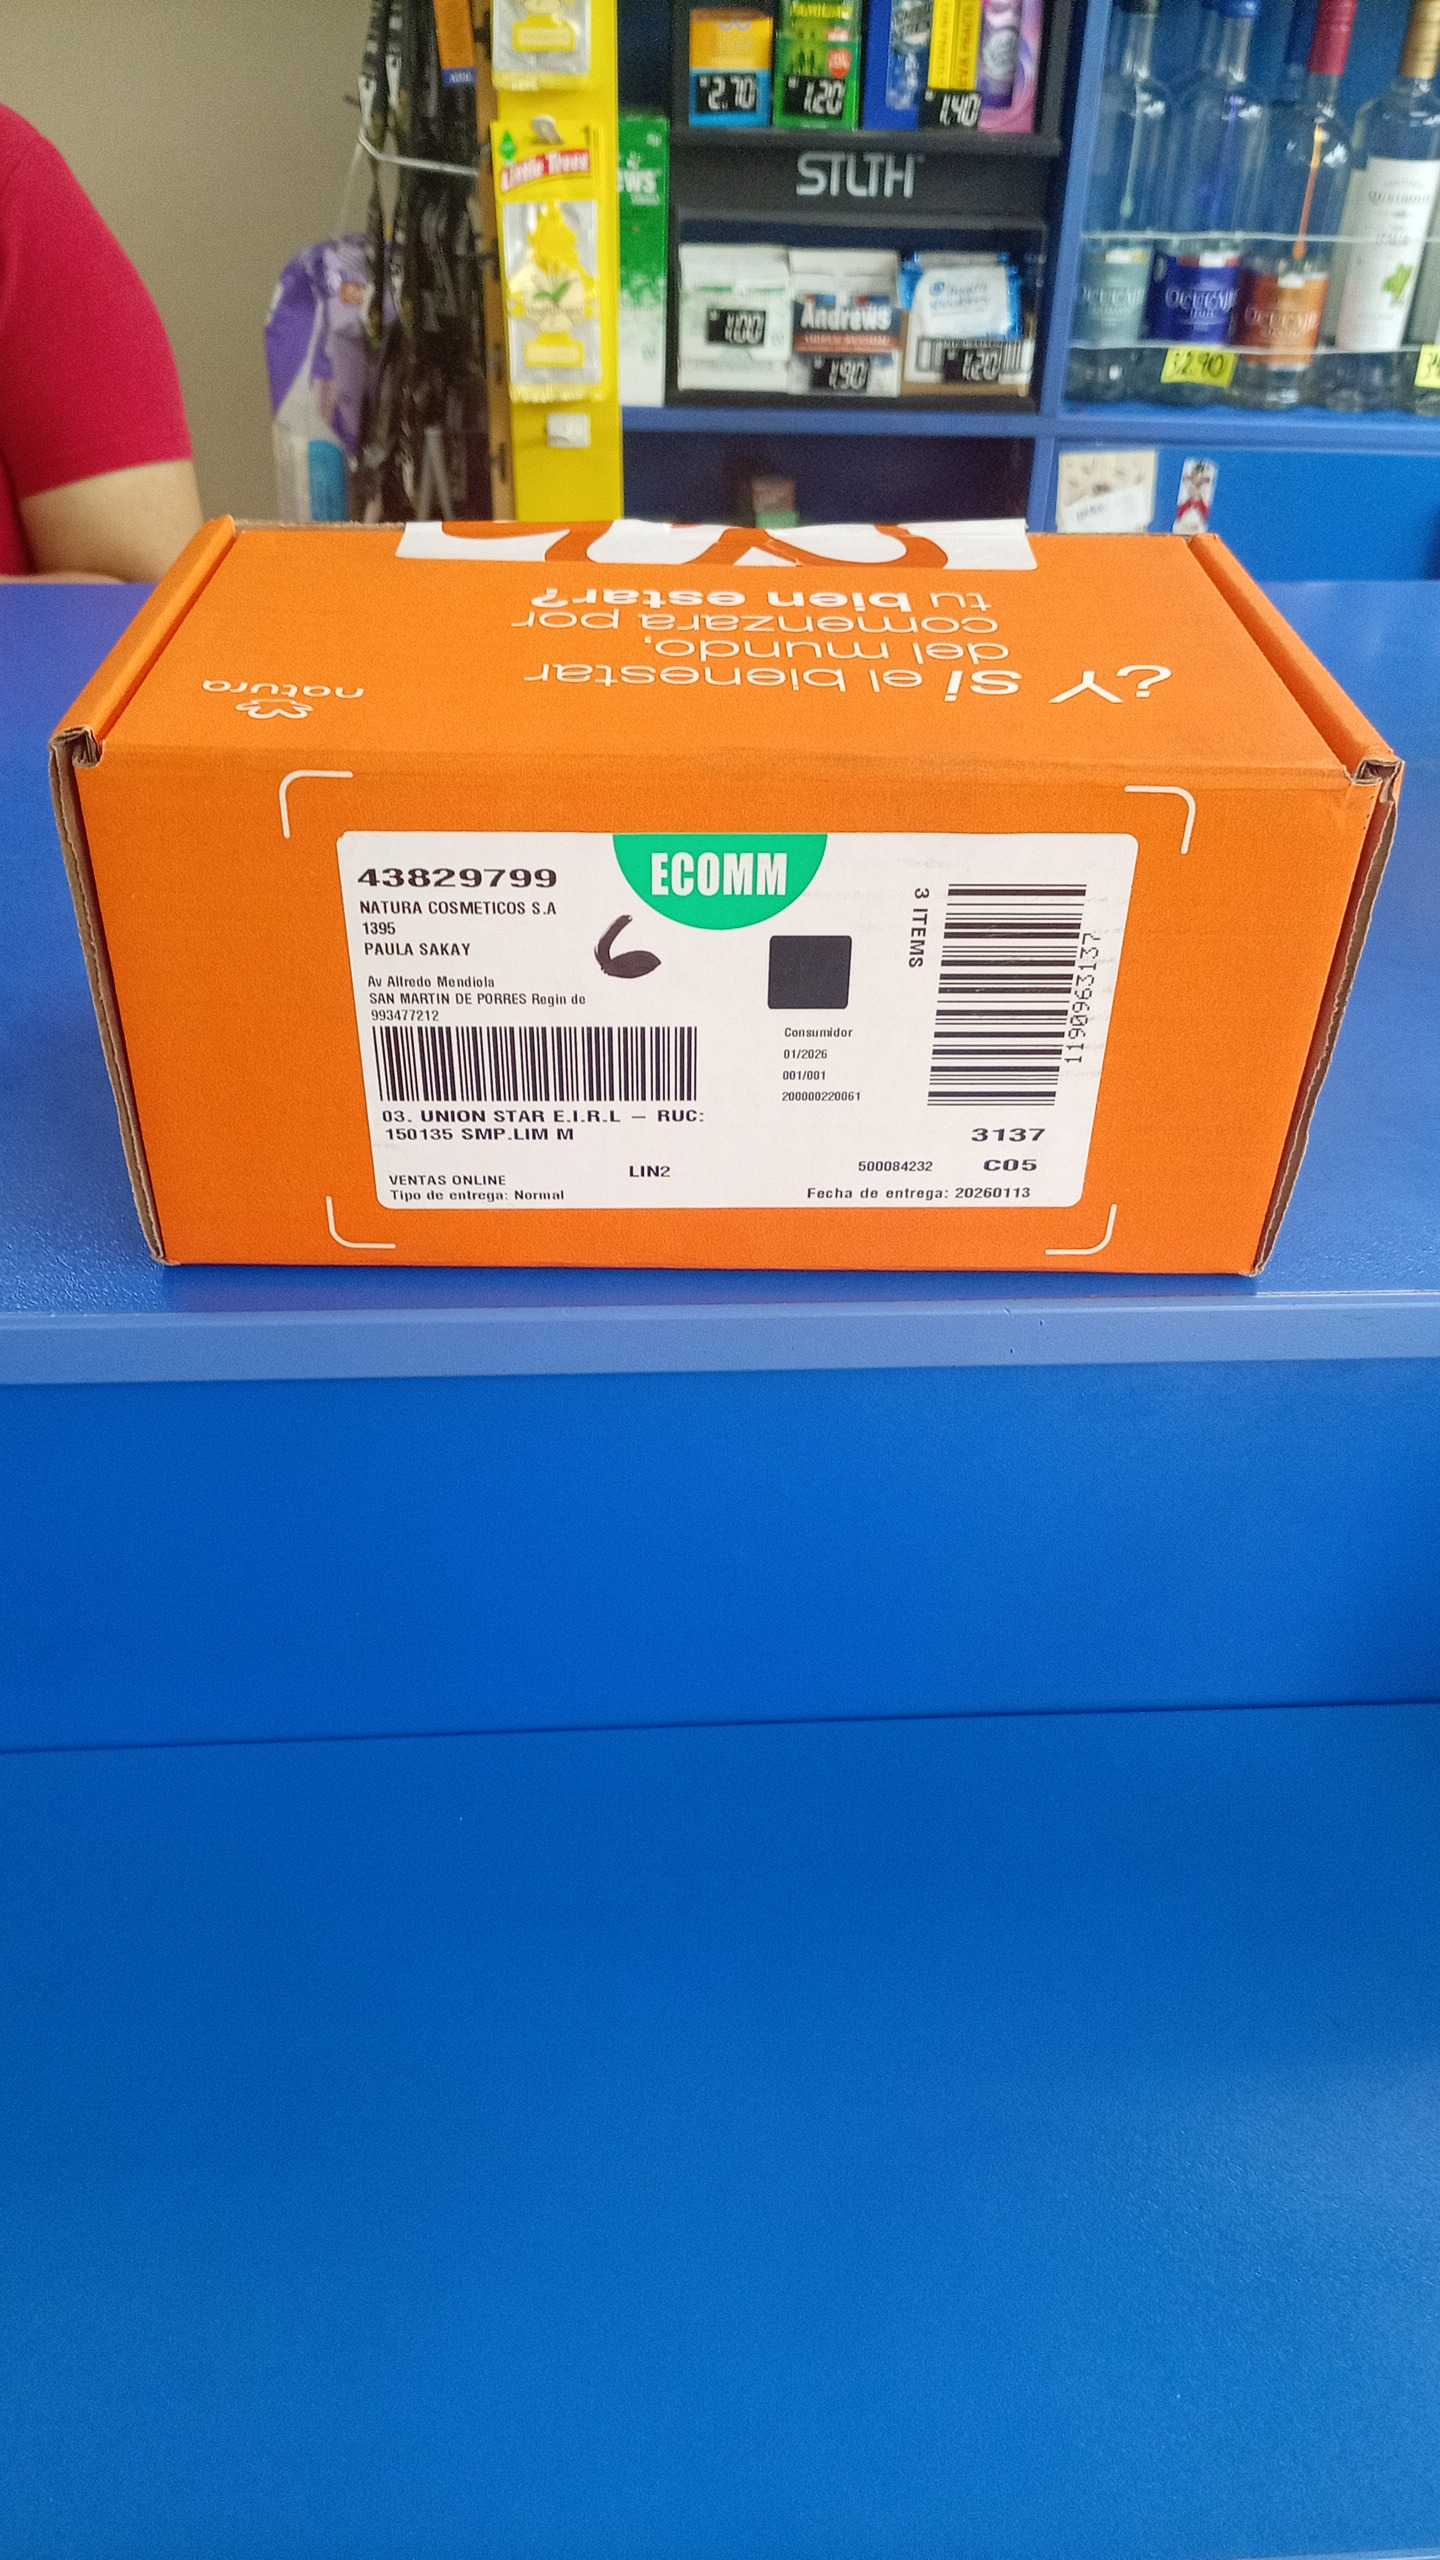 Little Trees
2.70
1.20
1.40
STLTH
1.00
Andrews
1.90
1.20
¿Y sí el bienestar
del mundo,
comenzara por
tu bien estar?
natura
ECOMM
43829799
NATURA COSMETICOS S.A
1395
PAULA SAKAY
6
Av Alfredo Mendiola
SAN MARTIN DE PORRES Regin de
993477212
3 ITEMS
1190963137
Consumidor
01/2026
001/001
200000220061
03. UNION STAR E.I.R.L – RUC:
150135 SMP.LIM M
3137
LIN2
500084232
C05
VENTAS ONLINE
Tipo de entrega: Normal
Fecha de entrega: 20260113